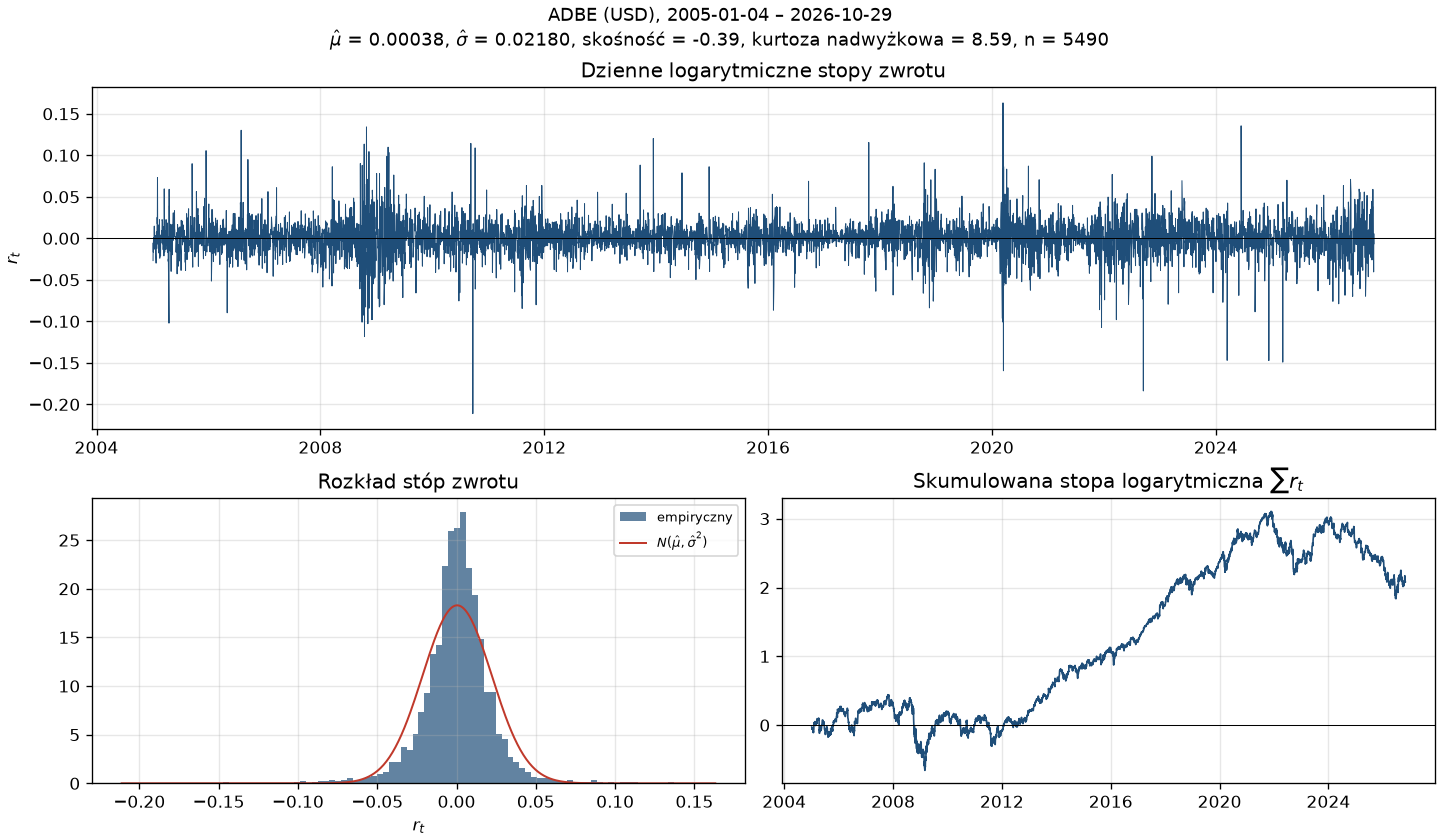 ADBE (USD), 2005-01-04 – 2026-10-29
μ̂ = 0.00038, σ̂ = 0.02180, skośność = -0.39, kurtoza nadwyżkowa = 8.59, n = 5490
Dzienne logarytmiczne stopy zwrotu
0.15
0.10
0.05
0.00
−0.05
−0.10
−0.15
−0.20
r_t
2004 2008 2012 2016 2020 2024
Rozkład stóp zwrotu
empiryczny
N(μ̂, σ̂²)
25
20
15
10
5
0
−0.20 −0.15 −0.10 −0.05 0.00 0.05 0.10 0.15
r_t
Skumulowana stopa logarytmiczna ∑r_t
3
2
1
0
2004 2008 2012 2016 2020 2024